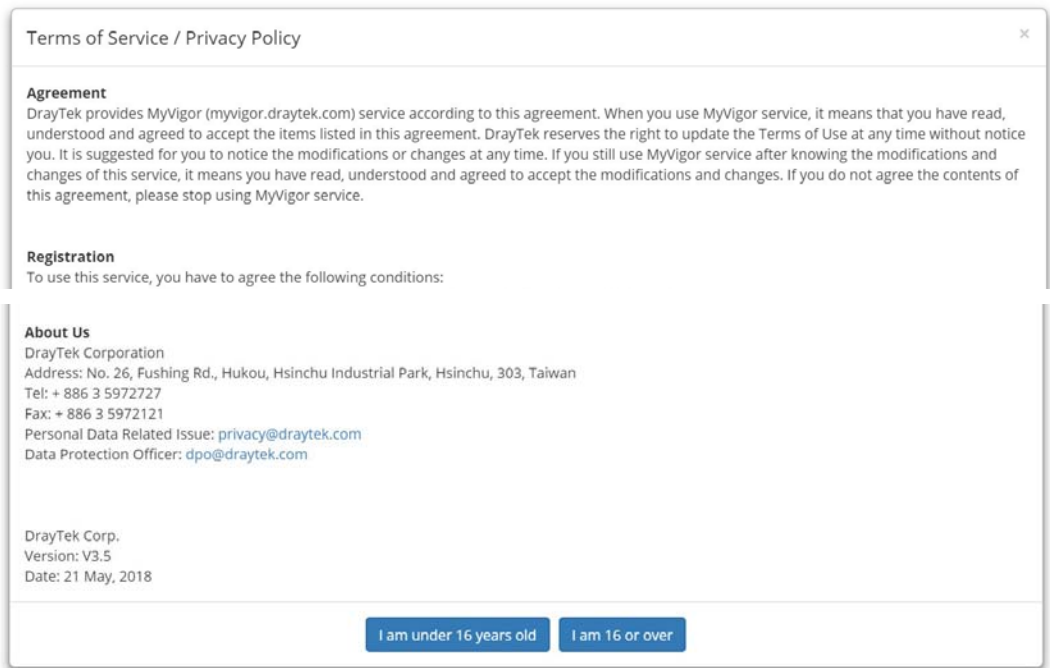 Terms of Service / Privacy Policy
×
Agreement
DrayTek provides MyVigor (myvigor.draytek.com) service according to this agreement. When you use MyVigor service, it means that you have read,
understood and agreed to accept the items listed in this agreement. DrayTek reserves the right to update the Terms of Use at any time without notice
you. It is suggested for you to notice the modifications or changes at any time. If you still use MyVigor service after knowing the modifications and
changes of this service, it means you have read, understood and agreed to accept the modifications and changes. If you do not agree the contents of
this agreement, please stop using MyVigor service.
Registration
To use this service, you have to agree the following conditions:
About Us
DrayTek Corporation
Address: No. 26, Fushing Rd., Hukou, Hsinchu Industrial Park, Hsinchu, 303, Taiwan
Tel: + 886 3 5972727
Fax: + 886 3 5972121
Personal Data Related Issue: privacy@draytek.com
Data Protection Officer: dpo@draytek.com
DrayTek Corp.
Version: V3.5
Date: 21 May, 2018
I am under 16 years old
I am 16 or over